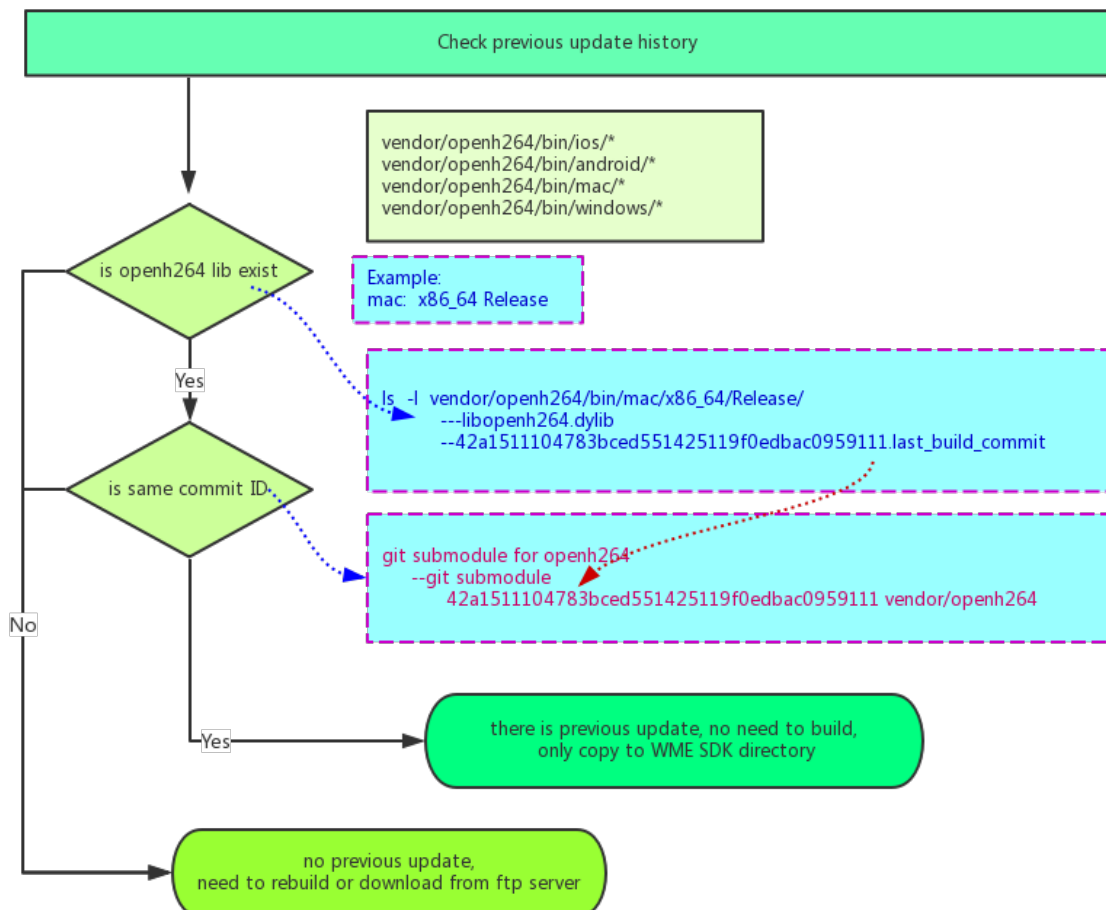 Check previous update history
vendor/openh264/bin/ios/*
vendor/openh264/bin/android/*
vendor/openh264/bin/mac/*
vendor/openh264/bin/windows/*
is openh264 lib exist
Example:
mac: x86_64 Release
Yes
ls -l vendor/openh264/bin/mac/x86_64/Release/
---libopenh264.dylib
--42a1511104783bced551425119f0edbac0959111.last_build_commit
is same commit ID
git submodule for openh264
--git submodule
42a1511104783bced551425119f0edbac0959111 vendor/openh264
No
Yes
there is previous update, no need to build,
only copy to WME SDK directory
no previous update,
need to rebuild or download from ftp server